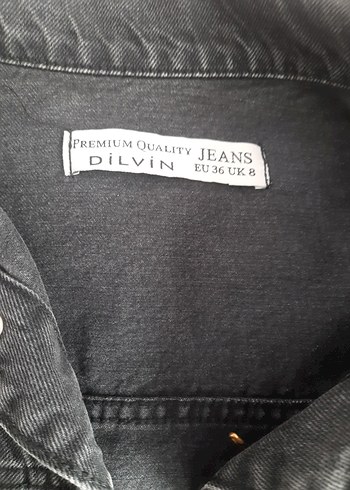 PREMIUM QUALITY JEANS
DİLVİN EU 36 UK 8